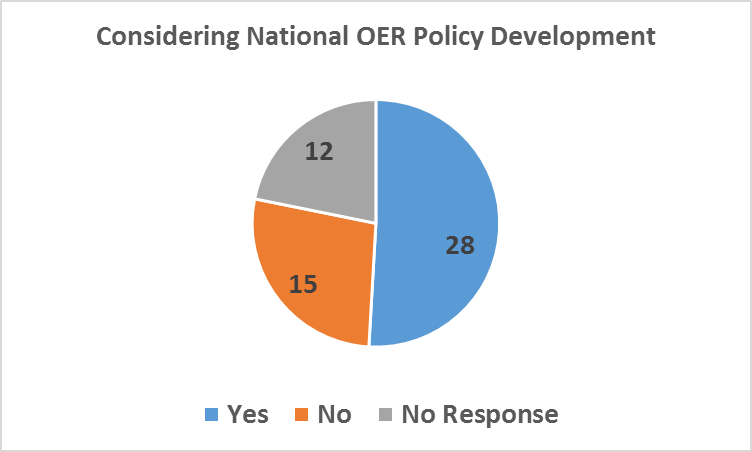 Considering National OER Policy Development
12
28
15
Yes No No Response